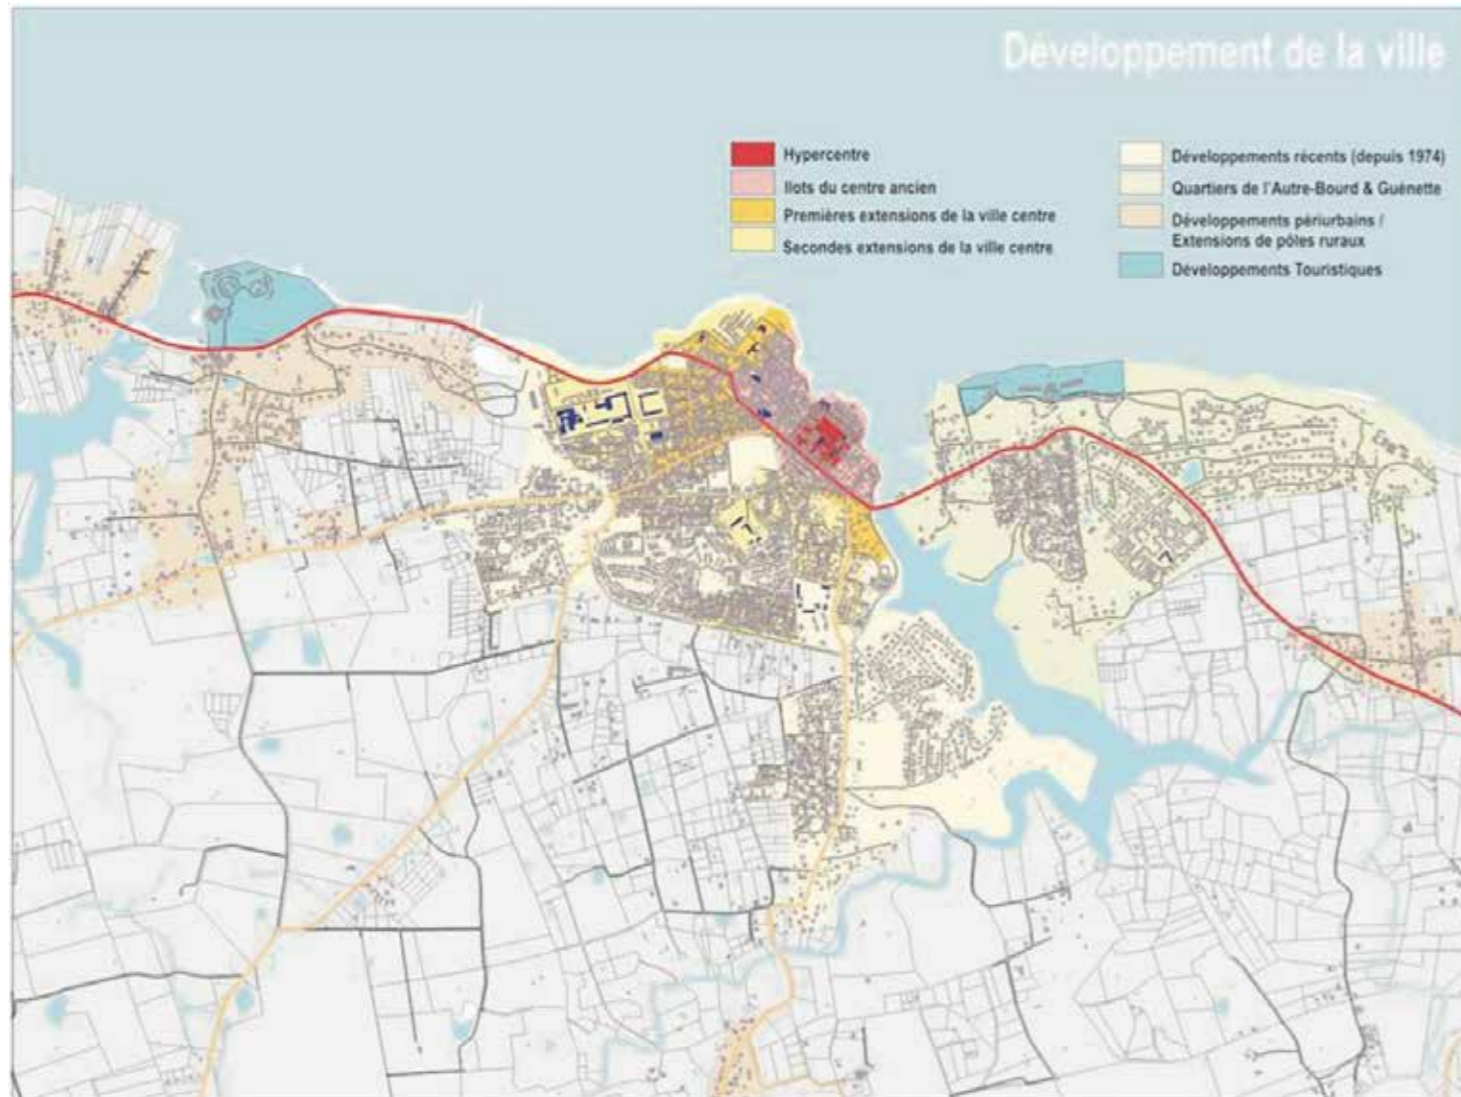 Développement de la ville
Hypercentre
Ilots du centre ancien
Premières extensions de la ville centre
Secondes extensions de la ville centre
Développements récents (depuis 1974)
Quartiers de l'Autre-Bourd & Guénette
Développements périurbains /
Extensions de pôles ruraux
Développements Touristiques